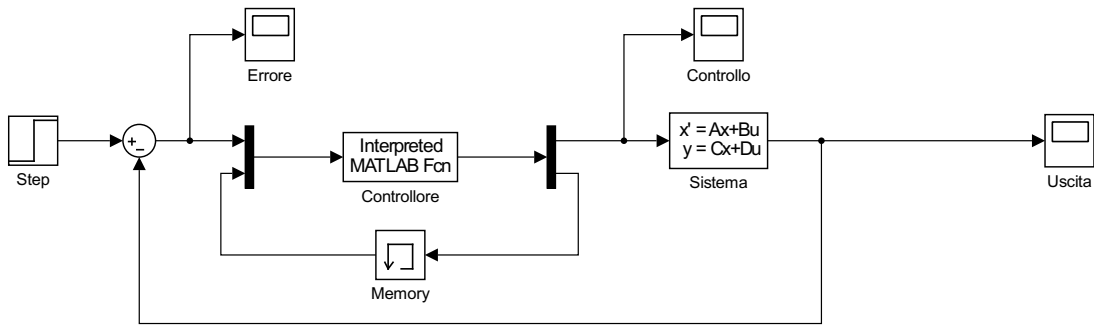 Errore
Controllo
Step
+
−
Interpreted
MATLAB Fcn
Controllore
x' = Ax+Bu
y = Cx+Du
Sistema
Uscita
Memory